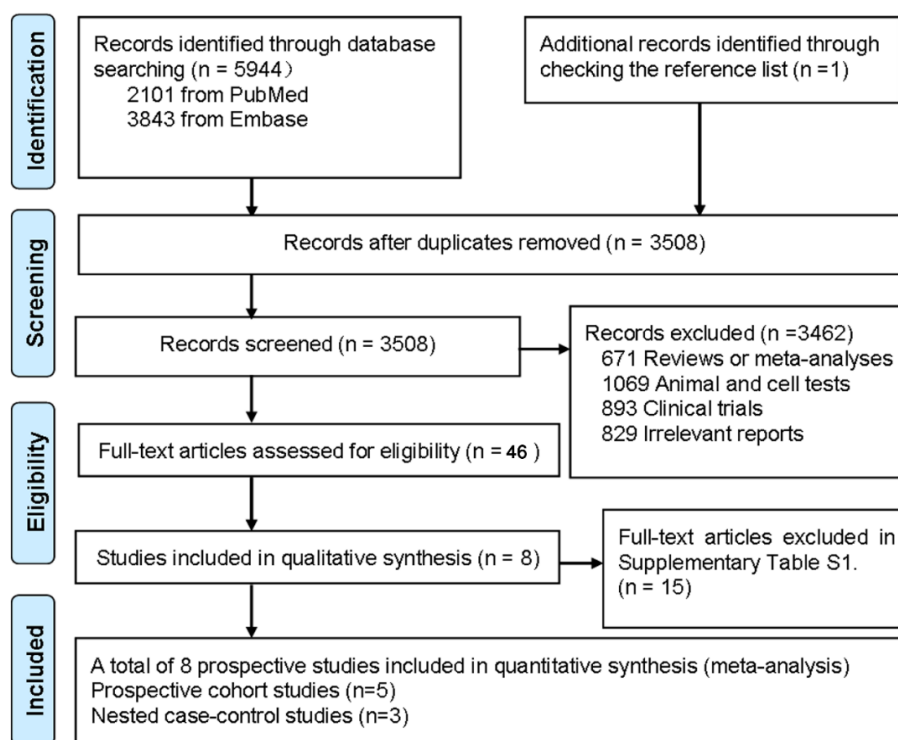 Identification
Records identified through database
searching (n = 5944）
2101 from PubMed
3843 from Embase
Additional records identified through
checking the reference list (n =1)
Screening
Records after duplicates removed (n = 3508)
Records screened (n = 3508)
Records excluded (n =3462)
671 Reviews or meta-analyses
1069 Animal and cell tests
893 Clinical trials
829 Irrelevant reports
Eligibility
Full-text articles assessed for eligibility (n = 46 )
Studies included in qualitative synthesis (n = 8)
Full-text articles excluded in
Supplementary Table S1.
(n = 15)
Included
A total of 8 prospective studies included in quantitative synthesis (meta-analysis)
Prospective cohort studies (n=5)
Nested case-control studies (n=3)